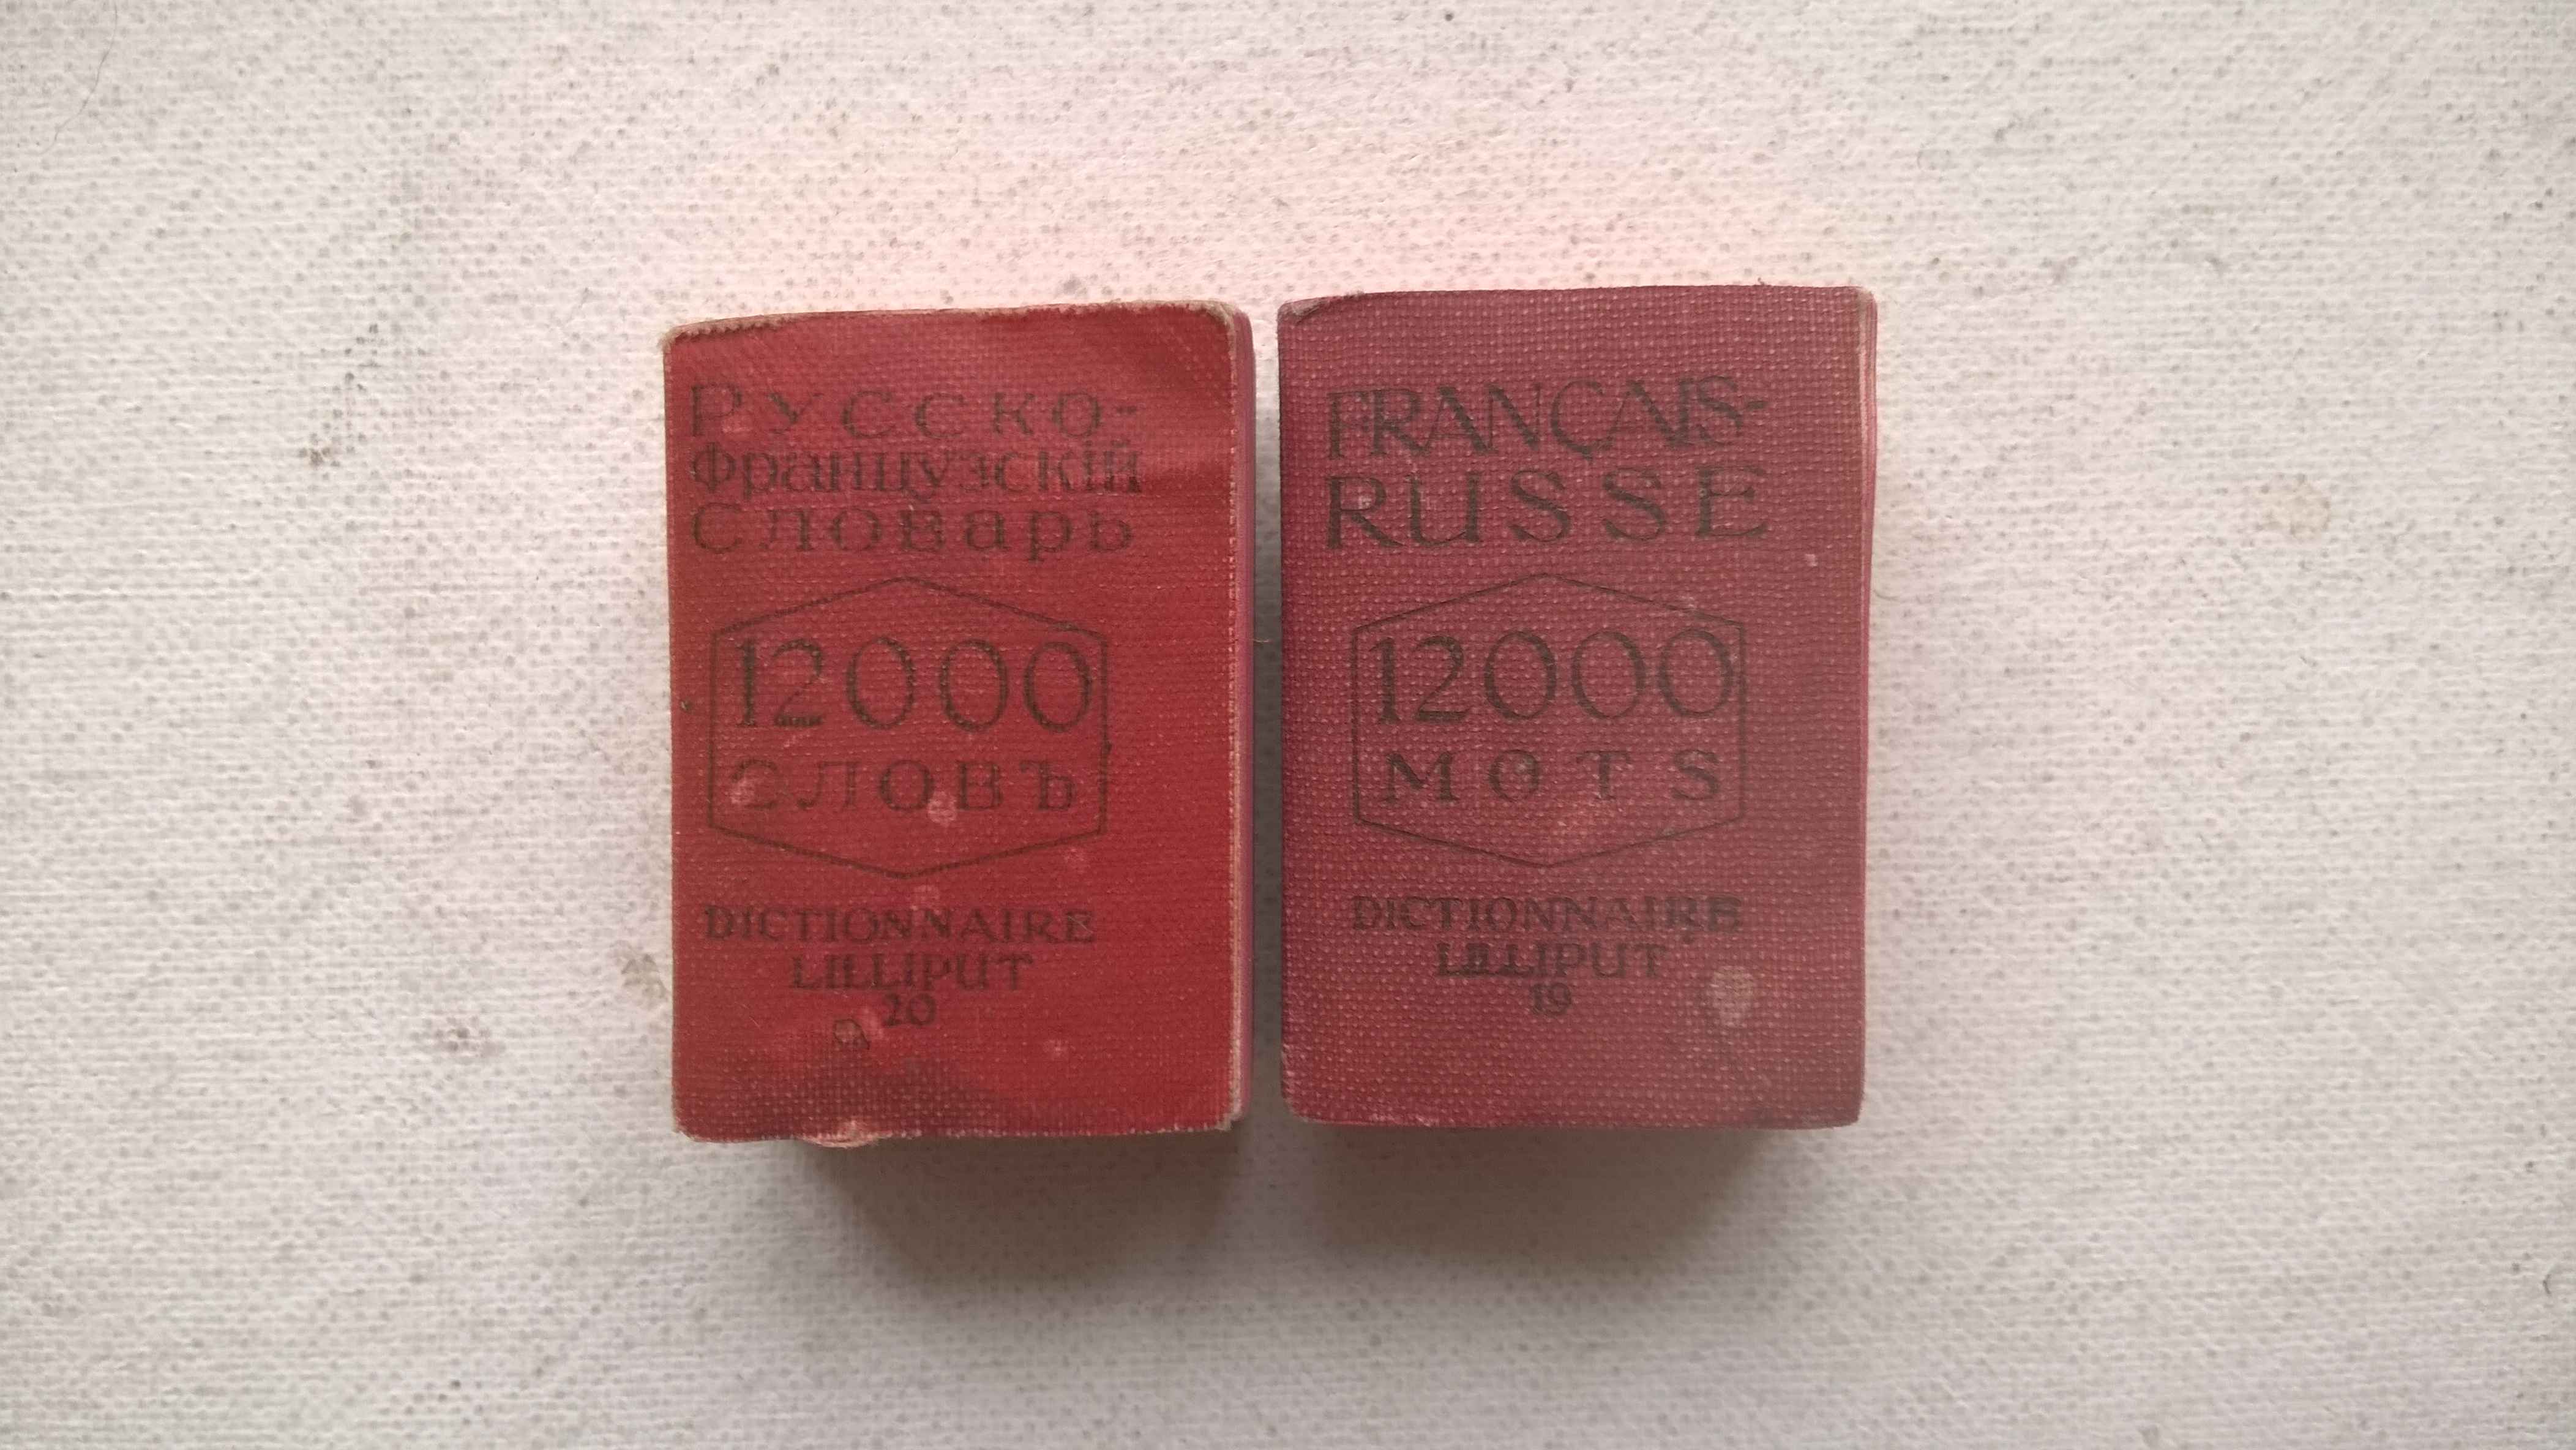 Русско-
Французскій
Словарь
12000
СЛОВЪ
DICTIONNAIRE
LILLIPUT
20
FRANÇAIS-
RUSSE
12000
MOTS
DICTIONNAIRE
LILLIPUT
19